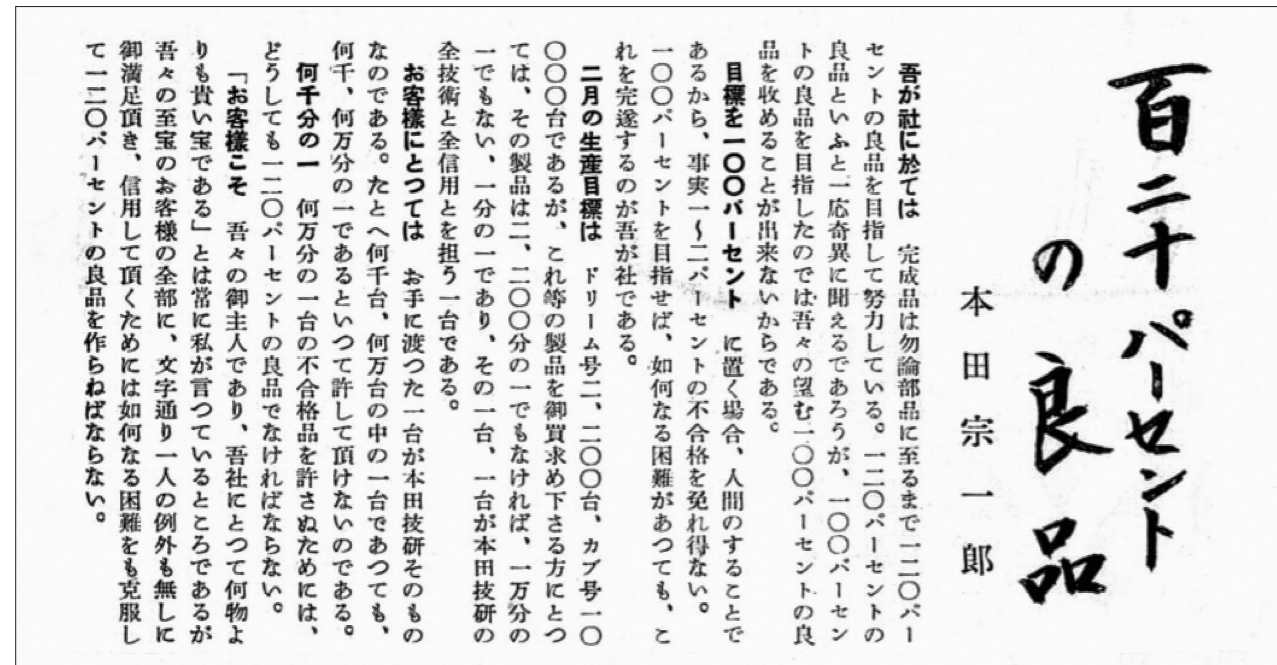 百二十パーセント
の良品
本田宗一郎
吾が社に於ては　完成品は勿論部品に至るまで一二〇パー
セントの良品を目指して努力している。一二〇パーセントの
良品といふと一応奇異に聞えるであろうが、一〇〇パーセン
トの良品を目指したのでは吾々の望む一〇〇パーセントの良
品を収めることが出来ないからである。
目標を一〇〇パーセント　に置く場合、人間のすることで
あるから、事実一〜二パーセントの不合格を免れ得ない。
一〇〇パーセントを目指せば、如何なる困難があつても、こ
れを完遂するのが吾が社である。
二月の生産目標は　ドリーム号二、二〇〇台、カブ号一〇
〇〇〇台であるが、これ等の製品を御買求め下さる方にとつ
ては、その製品は二、二〇〇分の一でもなければ、一万分の
一でもない、一分の一であり、その一台、一台が本田技研の
全技術と全信用とを担う一台である。
お客様にとつては　お手に渡つた一台が本田技研そのもの
なのである。たとへ何千台、何万台の中の一台であつても、
何千、何万分の一であるといつて許して頂けないのである。
何千分の一　何万分の一の一台の不合格品を許さぬためには、
どうしても一二〇パーセントの良品でなければならない。
「お客様こそ　吾々の御主人であり、吾社にとつて何物よ
りも貴い宝である」とは常に私が言つているところであるが
吾々の至宝のお客様の全部に、文字通り一人の例外も無しに
御満足頂き、信用して頂くためには如何なる困難をも克服し
て一二〇パーセントの良品を作らねばならない。